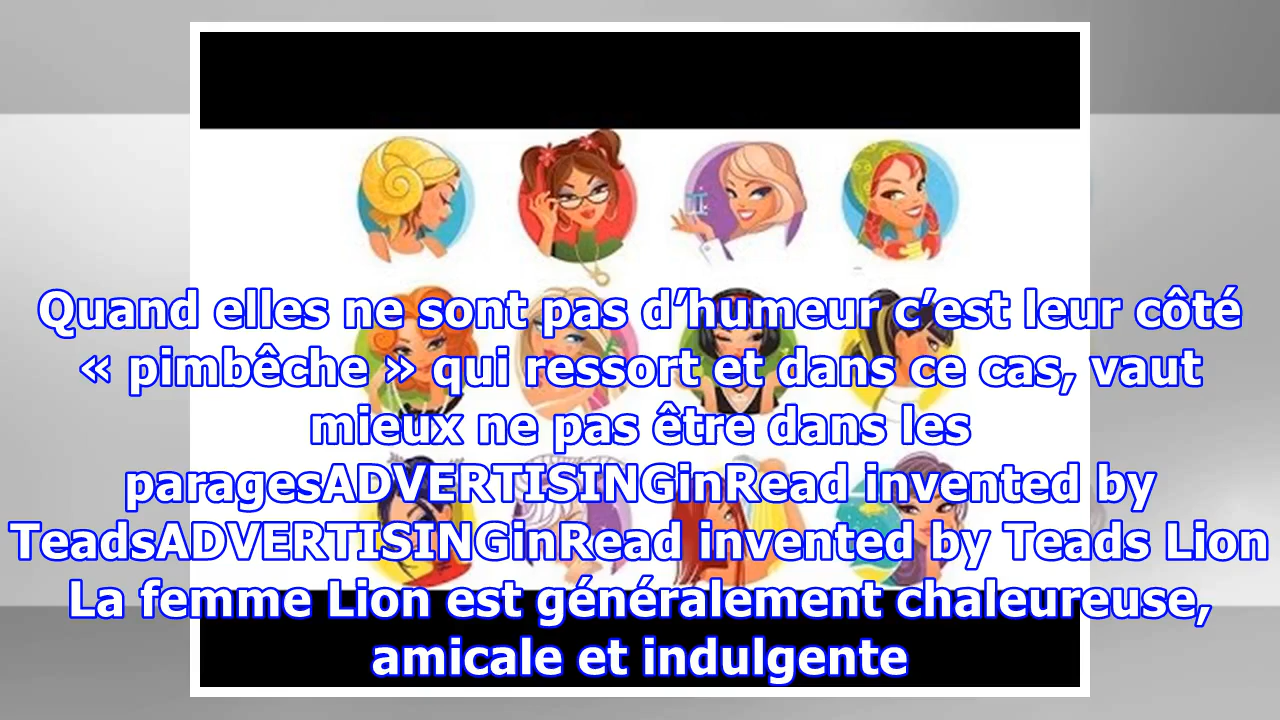 Quand elles ne sont pas d’humeur c’est leur côté
« pimbêche » qui ressort et dans ce cas, vaut
mieux ne pas être dans les
paragesADVERTISINGinRead invented by
TeadsADVERTISINGinRead invented by Teads Lion
La femme Lion est généralement chaleureuse,
amicale et indulgente